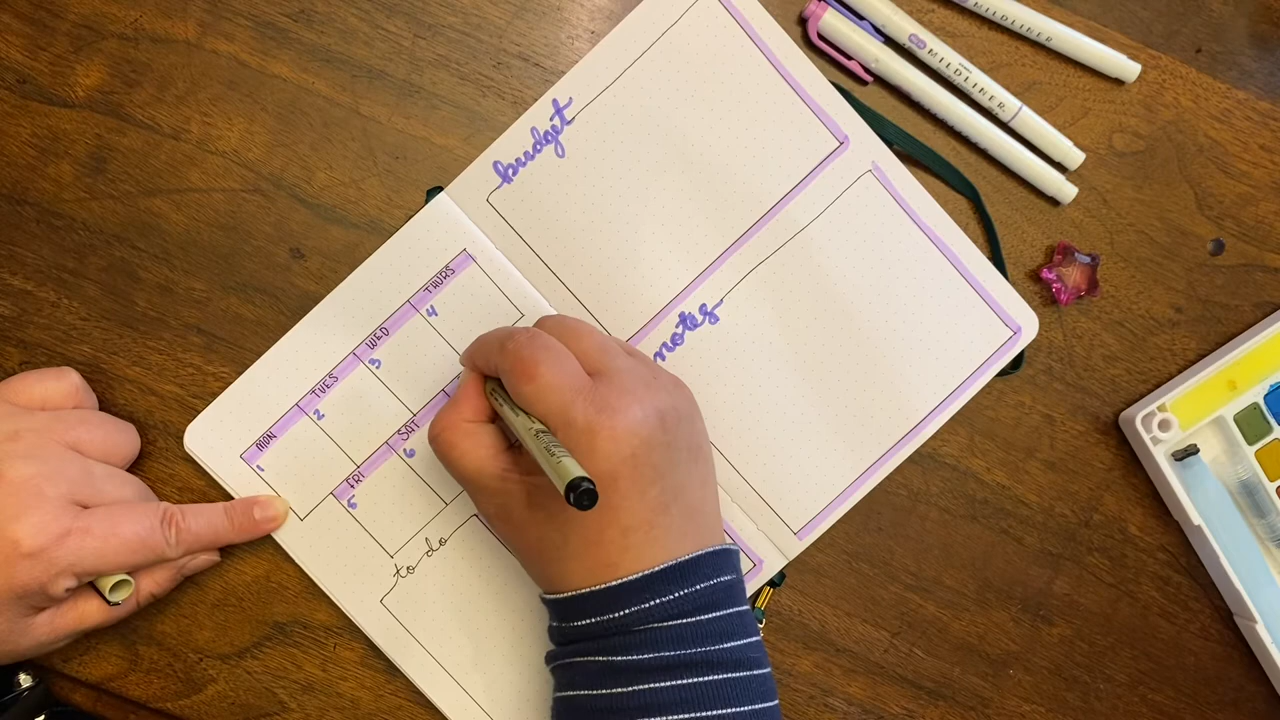 MON
TUES
WED
THURS
1
2
3
4
FRI
SAT
5
6
to-do
budget
notes
MILDLINER
MILDLINER